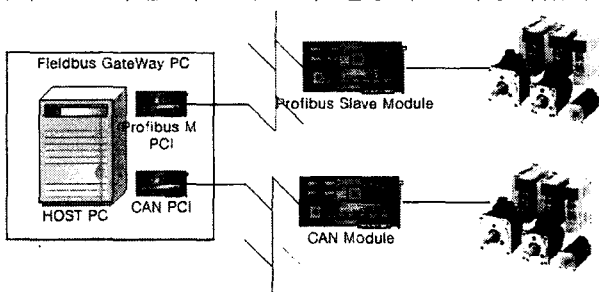 Fieldbus GateWay PC
Profibus Slave Module
Profibus M
PCI
HOST PC
CAN PCI
CAN Module